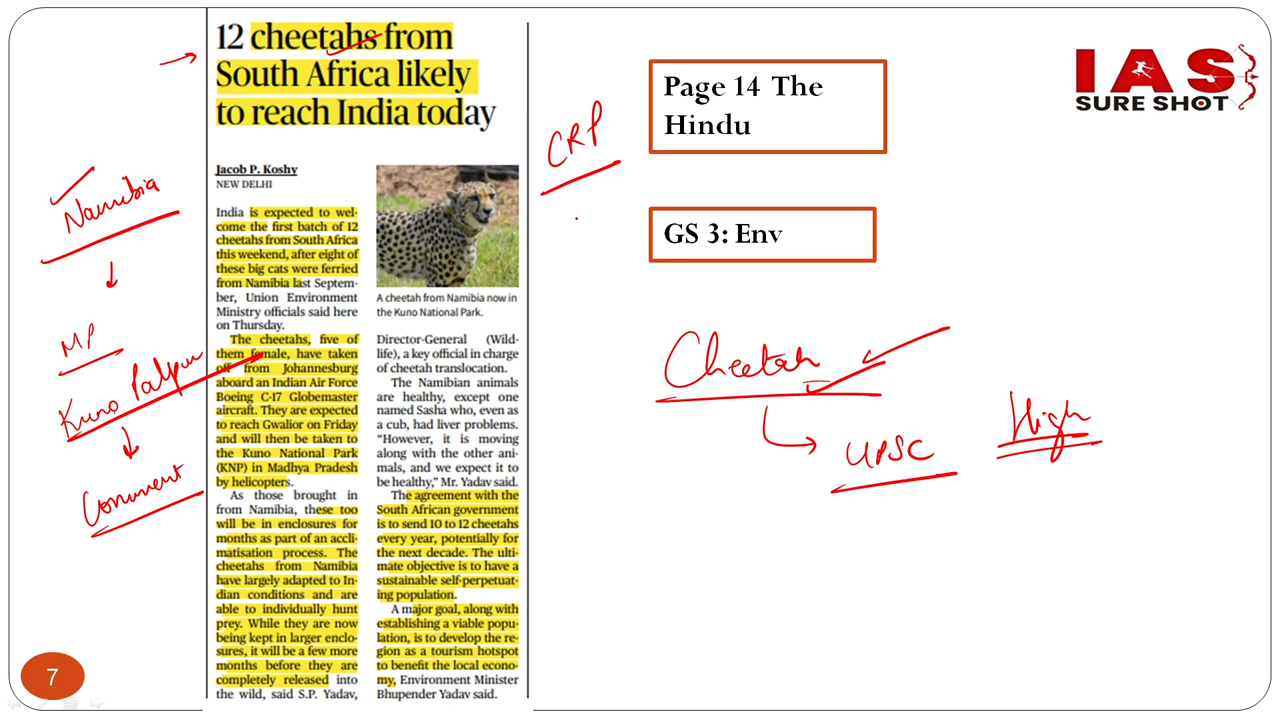 12 cheetahs from
South Africa likely
to reach India today
Jacob P. Koshy
NEW DELHI
India is expected to wel-
come the first batch of 12
cheetahs from South Africa
this weekend, after eight of
these big cats were ferried
from Namibia last Septem-
ber, Union Environment
Ministry officials said here
on Thursday.
The cheetahs, five of
them female, have taken
off from Johannesburg
aboard an Indian Air Force
Boeing C-17 Globemaster
aircraft. They are expected
to reach Gwalior on Friday
and will then be taken to
the Kuno National Park
(KNP) in Madhya Pradesh
by helicopters.
As those brought in
from Namibia, these too
will be in enclosures for
months as part of an accli-
matisation process. The
cheetahs from Namibia
have largely adapted to In-
dian conditions and are
able to individually hunt
prey. While they are now
being kept in larger enclo-
sures, it will be a few more
months before they are
completely released into
the wild, said S.P. Yadav,
A cheetah from Namibia now in
the Kuno National Park.
Director-General (Wild-
life), a key official in charge
of cheetah translocation.
The Namibian animals
are healthy, except one
named Sasha who, even as
a cub, had liver problems.
“However, it is moving
along with the other ani-
mals, and we expect it to
be healthy,” Mr. Yadav said.
The agreement with the
South African government
is to send 10 to 12 cheetahs
every year, potentially for
the next decade. The ulti-
mate objective is to have a
sustainable self-perpetuat-
ing population.
A major goal, along with
establishing a viable popu-
lation, is to develop the re-
gion as a tourism hotspot
to benefit the local econo-
my, Environment Minister
Bhupender Yadav said.
Namibia
MP
Kuno Palpur
CRP
Page 14 The
Hindu
GS 3: Env
IAS
SURE SHOT
Cheetah
UPSC
High
7